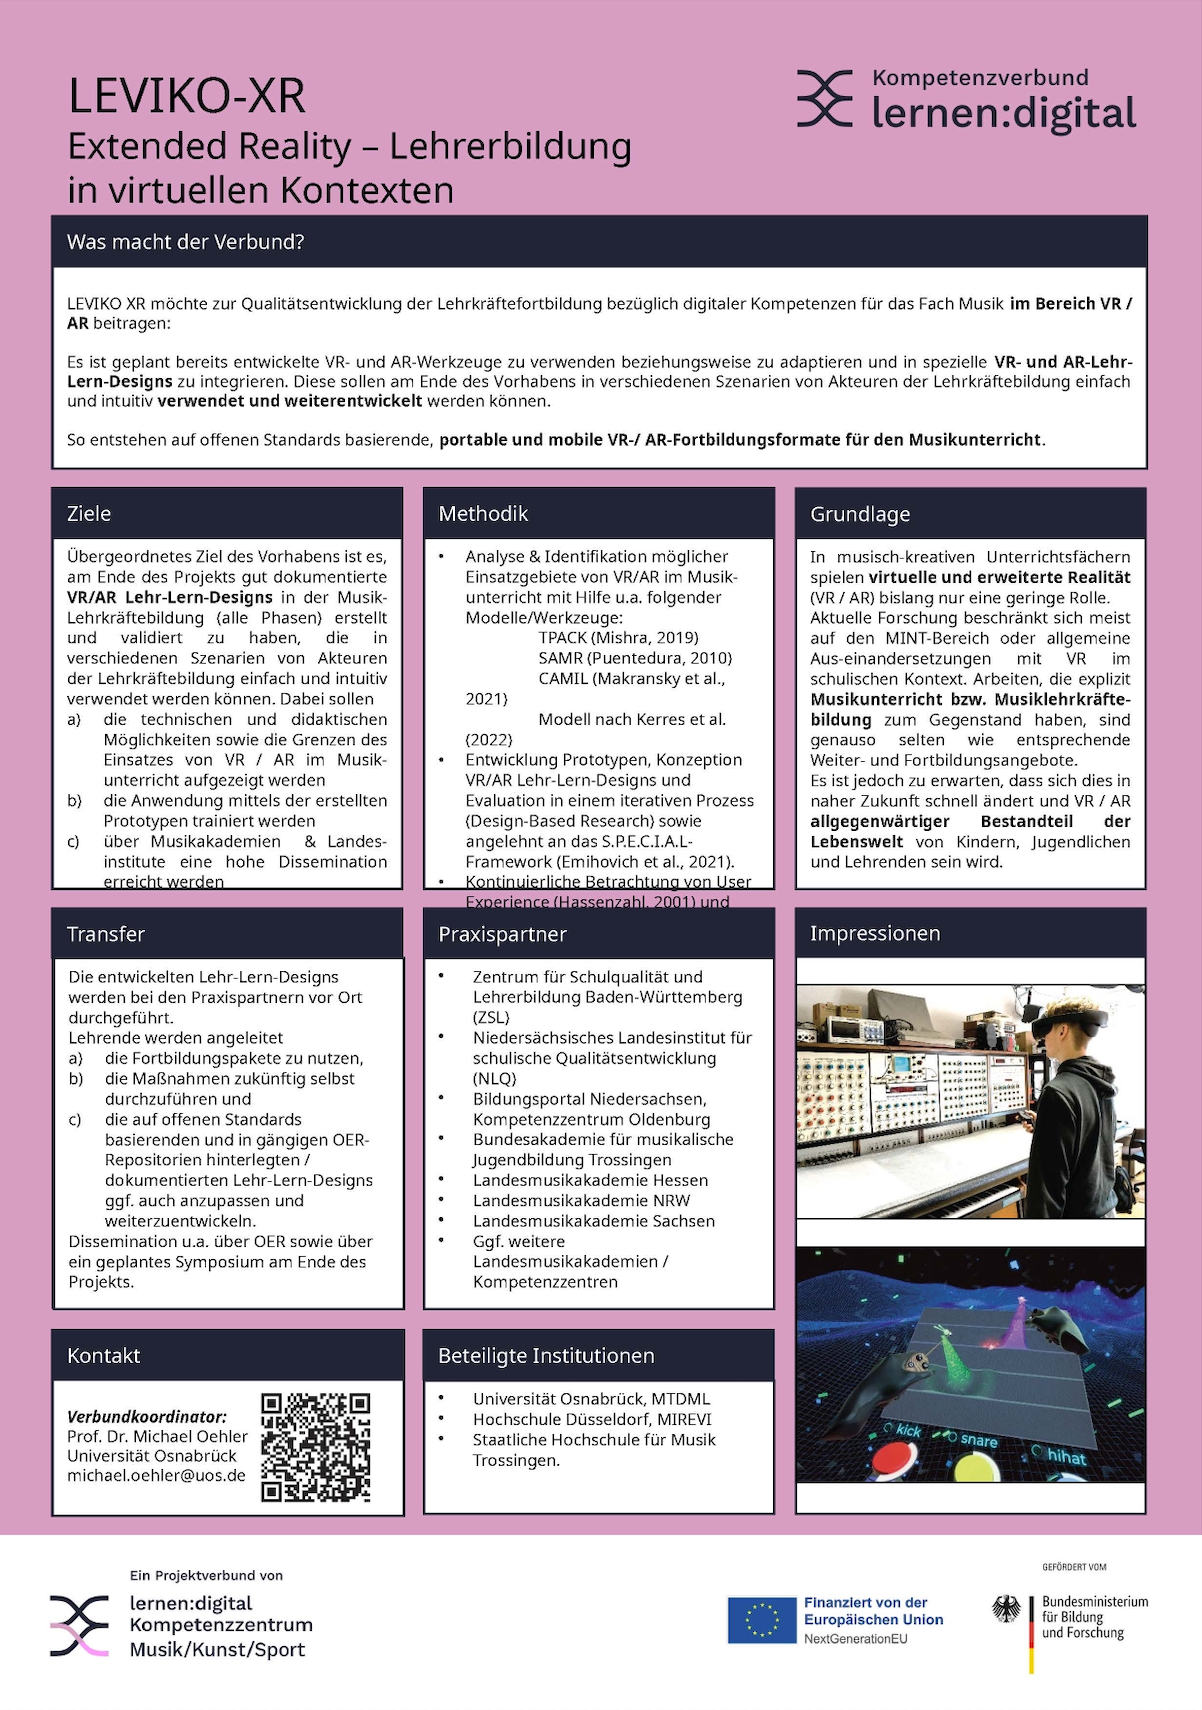 LEVIKO-XR
Extended Reality – Lehrerbildung
in virtuellen Kontexten
Kompetenzverbund
lernen:digital
Was macht der Verbund?
LEVIKO XR möchte zur Qualitätsentwicklung der Lehrkräftefortbildung bezüglich digitaler Kompetenzen für das Fach Musik im Bereich VR /
AR beitragen:
Es ist geplant bereits entwickelte VR- und AR-Werkzeuge zu verwenden beziehungsweise zu adaptieren und in spezielle VR- und AR-Lehr-
Lern-Designs zu integrieren. Diese sollen am Ende des Vorhabens in verschiedenen Szenarien von Akteuren der Lehrkräftebildung einfach
und intuitiv verwendet und weiterentwickelt werden können.
So entstehen auf offenen Standards basierende, portable und mobile VR-/ AR-Fortbildungsformate für den Musikunterricht.
Ziele
Übergeordnetes Ziel des Vorhabens ist es,
am Ende des Projekts gut dokumentierte
VR/AR Lehr-Lern-Designs in der Musik-
Lehrkräftebildung (alle Phasen) erstellt
und validiert zu haben, die in
verschiedenen Szenarien von Akteuren
der Lehrkräftebildung einfach und intuitiv
verwendet werden können. Dabei sollen
a) die technischen und didaktischen
Möglichkeiten sowie die Grenzen des
Einsatzes von VR / AR im Musik-
unterricht aufgezeigt werden
b) die Anwendung mittels der erstellten
Prototypen trainiert werden
c) über Musikakademien & Landes-
institute eine hohe Dissemination
erreicht werden
Methodik
• Analyse & Identifikation möglicher
Einsatzgebiete von VR/AR im Musik-
unterricht mit Hilfe u.a. folgender
Modelle/Werkzeuge:
TPACK (Mishra, 2019)
SAMR (Puentedura, 2010)
CAMIL (Makransky et al.,
2021)
Modell nach Kerres et al.
(2022)
• Entwicklung Prototypen, Konzeption
VR/AR Lehr-Lern-Designs und
Evaluation in einem iterativen Prozess
(Design-Based Research) sowie
angelehnt an das S.P.E.C.I.A.L-
Framework (Emihovich et al., 2021).
• Kontinuierliche Betrachtung von User
Experience (Hassenzahl, 2001) und
Grundlage
In musisch-kreativen Unterrichtsfächern
spielen virtuelle und erweiterte Realität
(VR / AR) bislang nur eine geringe Rolle.
Aktuelle Forschung beschränkt sich meist
auf den MINT-Bereich oder allgemeine
Aus-einandersetzungen mit VR im
schulischen Kontext. Arbeiten, die explizit
Musikunterricht bzw. Musiklehrkräfte-
bildung zum Gegenstand haben, sind
genauso selten wie entsprechende
Weiter- und Fortbildungsangebote.
Es ist jedoch zu erwarten, dass sich dies in
naher Zukunft schnell ändert und VR / AR
allgegenwärtiger Bestandteil der
Lebenswelt von Kindern, Jugendlichen
und Lehrenden sein wird.
Transfer
Die entwickelten Lehr-Lern-Designs
werden bei den Praxispartnern vor Ort
durchgeführt.
Lehrende werden angeleitet
a) die Fortbildungspakete zu nutzen,
b) die Maßnahmen zukünftig selbst
durchzuführen und
c) die auf offenen Standards
basierenden und in gängigen OER-
Repositorien hinterlegten /
dokumentierten Lehr-Lern-Designs
ggf. auch anzupassen und
weiterzuentwickeln.
Dissemination u.a. über OER sowie über
ein geplantes Symposium am Ende des
Projekts.
Praxispartner
• Zentrum für Schulqualität und
Lehrerbildung Baden-Württemberg
(ZSL)
• Niedersächsisches Landesinstitut für
schulische Qualitätsentwicklung
(NLQ)
• Bildungsportal Niedersachsen,
Kompetenzzentrum Oldenburg
• Bundesakademie für musikalische
Jugendbildung Trossingen
• Landesmusikakademie Hessen
• Landesmusikakademie NRW
• Landesmusikakademie Sachsen
• Ggf. weitere
Landesmusikakademien /
Kompetenzzentren
Impressionen
kick
snare
hihat
Kontakt
Verbundkoordinator:
Prof. Dr. Michael Oehler
Universität Osnabrück
michael.oehler@uos.de
Beteiligte Institutionen
• Universität Osnabrück, MTDML
• Hochschule Düsseldorf, MIREVI
• Staatliche Hochschule für Musik
Trossingen.
Ein Projektverbund von
lernen:digital
Kompetenzzentrum
Musik/Kunst/Sport
Finanziert von der
Europäischen Union
NextGenerationEU
GEFÖRDERT VOM
Bundesministerium
für Bildung
und Forschung